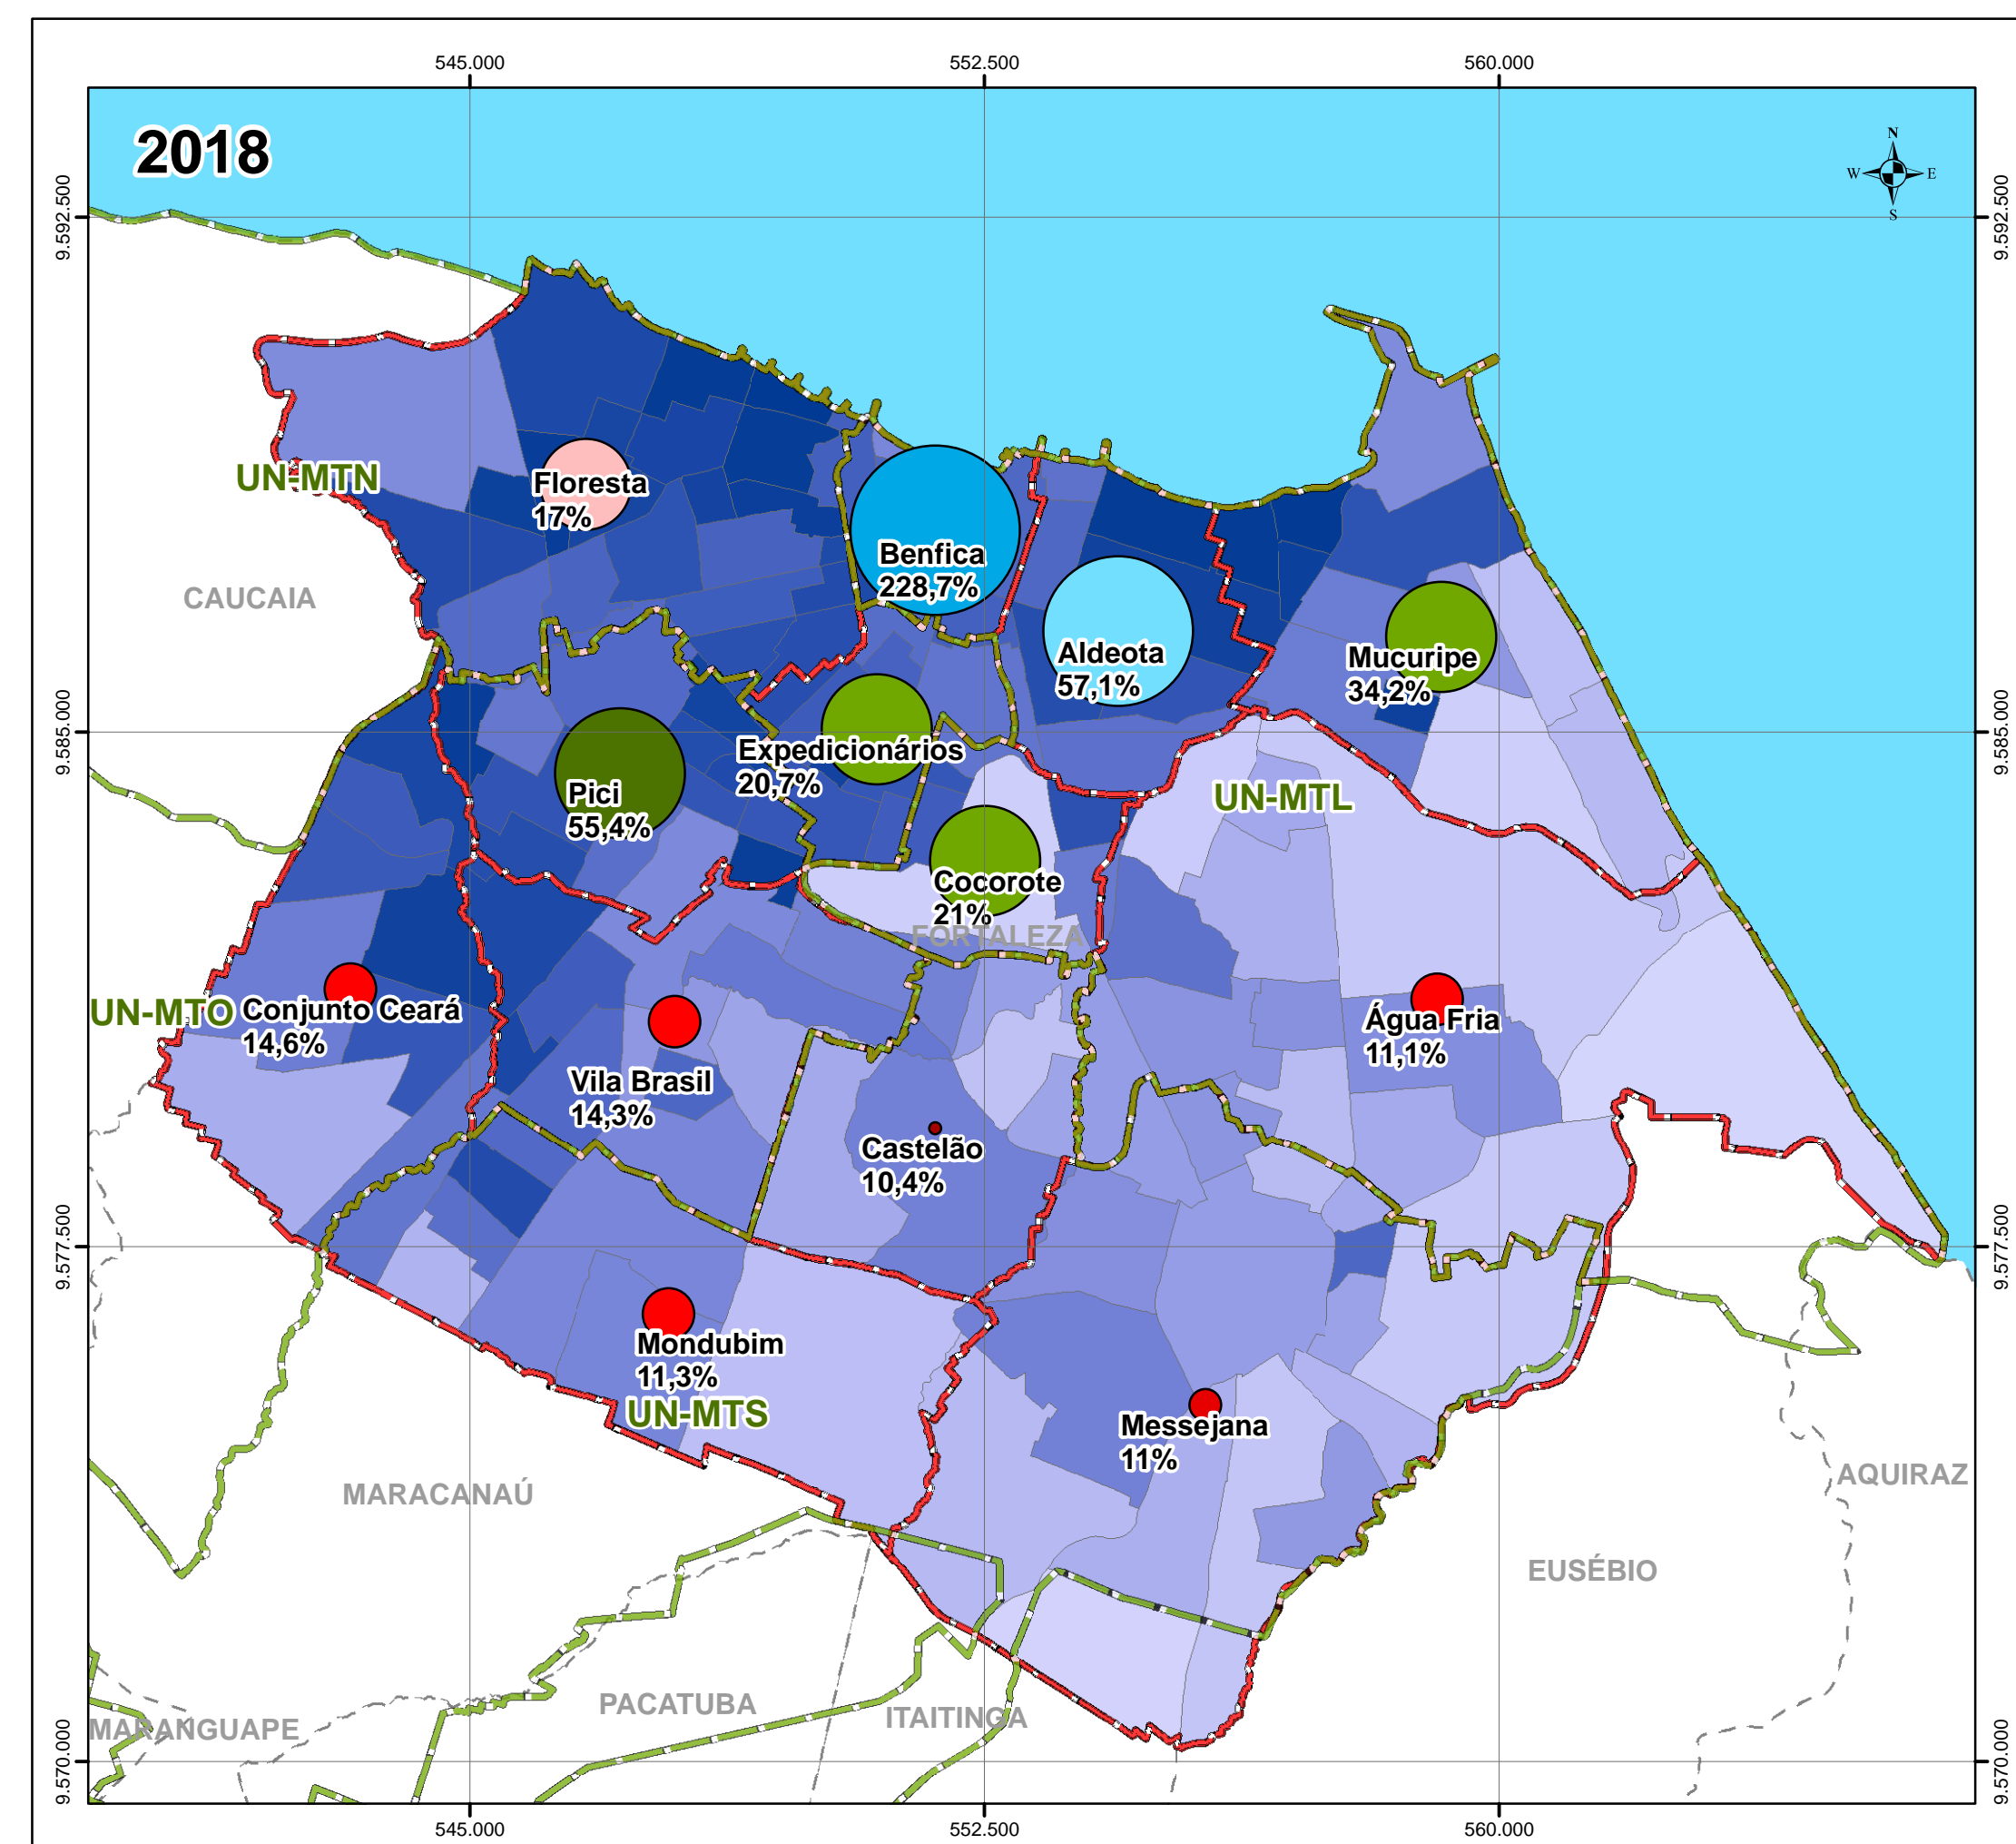 545.000
552.500
560.000
2018
N
W
E
S
9.592.500
9.592.500
Floresta
17%
UN-MTN
Benfica
228,7%
CAUCAIA
Aldeota
57,1%
Mucuripe
34,2%
9.585.000
9.585.000
Expedicionários
20,7%
Pici
55,4%
UN-MTL
Cocorote
21%
FORTALEZA
UN-MTO
Conjunto Ceará
14,6%
Água Fria
11,1%
Vila Brasil
14,3%
Castelão
10,4%
9.577.500
9.577.500
Mondubim
11,3%
UN-MTS
Messejana
11%
MARACANAÚ
AQUIRAZ
EUSÉBIO
PACATUBA
ITAITINGA
MARANGUAPE
9.570.000
9.570.000
545.000
552.500
560.000